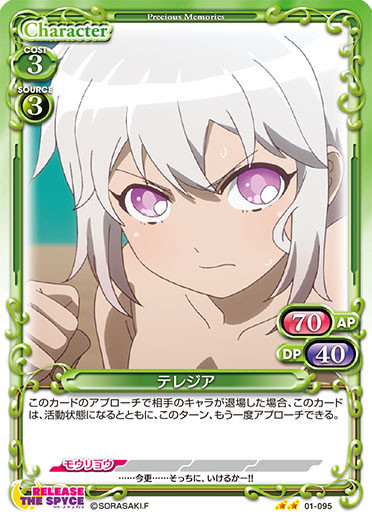 Precious Memories
Character
COST
3
SOURCE
3
70 AP
DP 40
テレジア
このカードのアプローチで相手のキャラが退場した場合、このカード
は、活動状態になるとともに、このターン、もう一度アプローチできる。
モウリョウ
……今更……そっちに、いけるかー!!
RELEASE
THE SPYCE
©SORASAKI.F
01-095